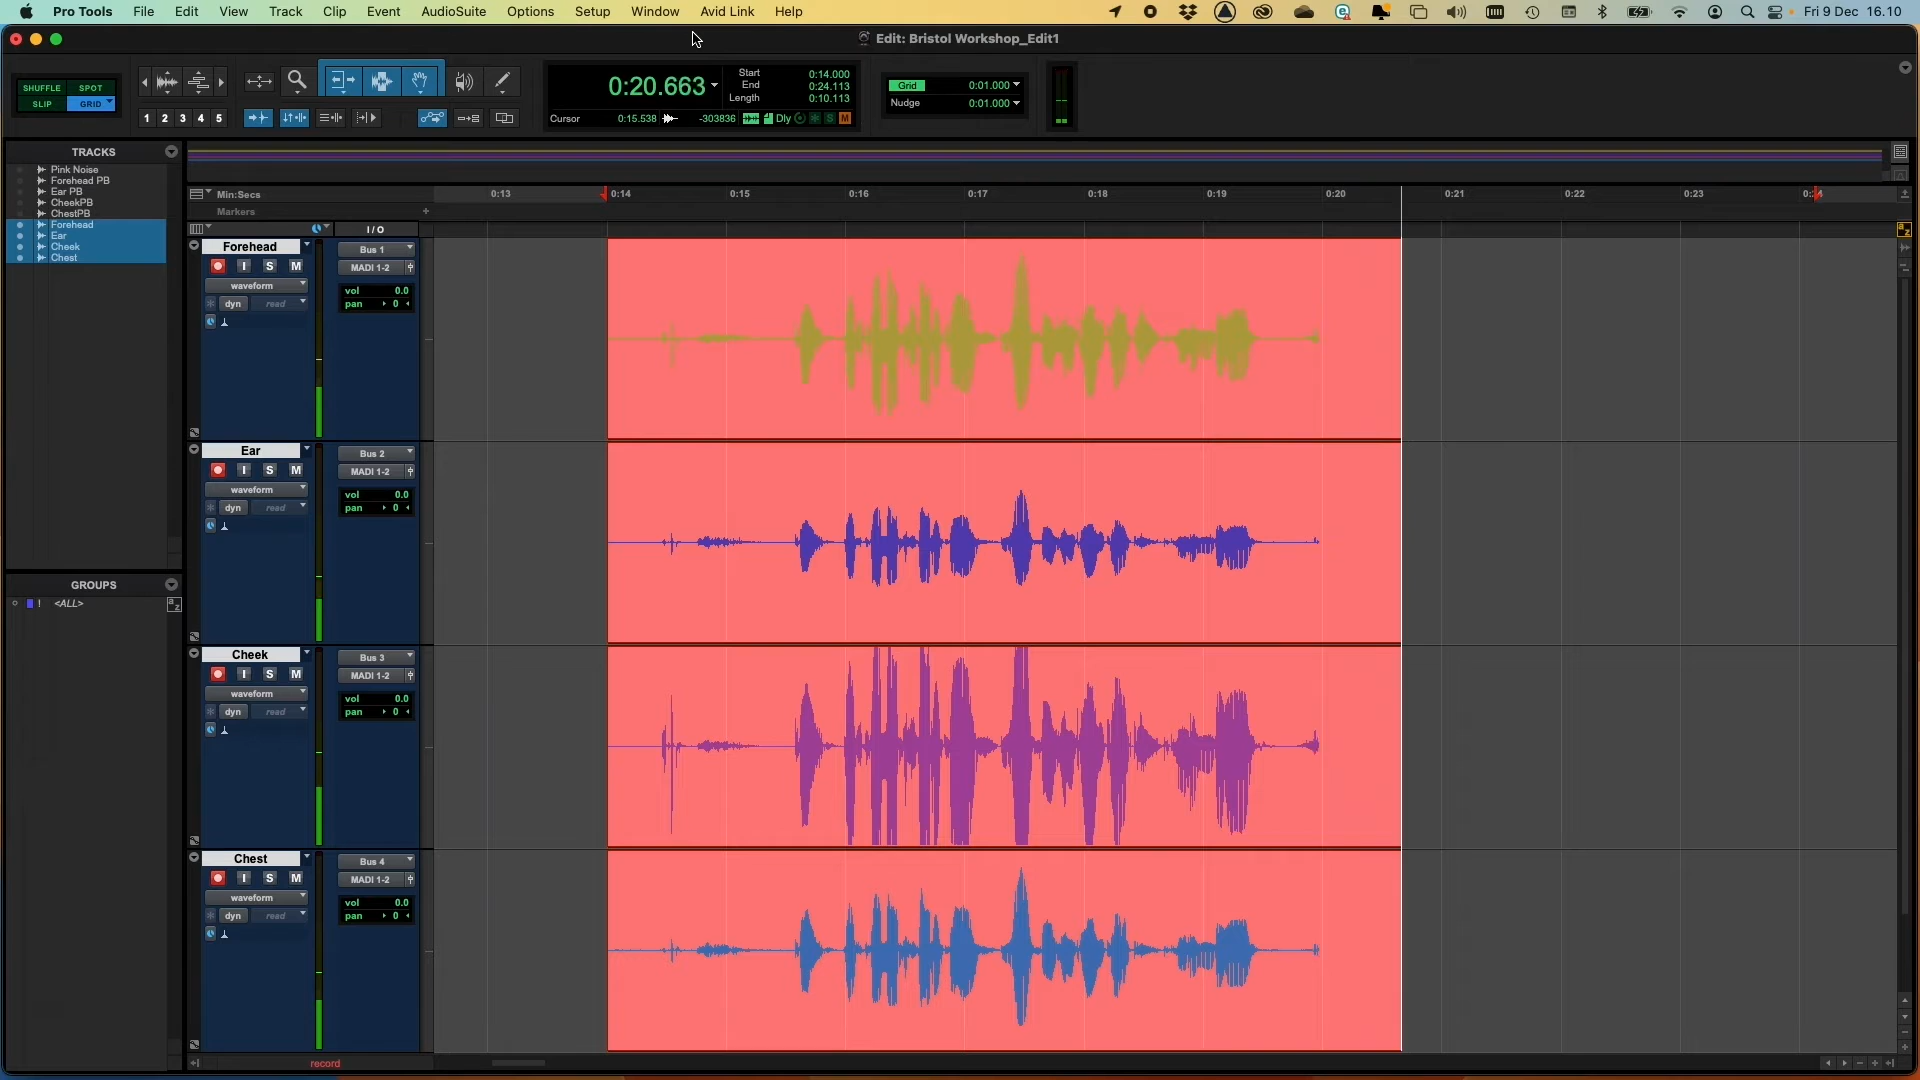 Pro Tools File Edit View Track Clip Event AudioSuite Options Setup Window Avid Link Help Fri 9 Dec 16.10
Edit: Bristol Workshop_Edit1
SHUFFLE SPOT
SLIP GRID
1 2 3 4 5
0:20.663
Start 0:14.000
End 0:24.113
Length 0:10.113
Cursor 0:15.538 -303836 Dly S M
Grid 0:01.000
Nudge 0:01.000
TRACKS
Pink Noise
Forehead PB
Ear PB
CheekPB
ChestPB
Forehead
Ear
Cheek
Chest
GROUPS
! <ALL> a z
Min:Secs 0:13 0:14 0:15 0:16 0:17 0:18 0:19 0:20 0:21 0:22 0:23
Markers +
I / O
a z
Forehead Bus 1
I S M MADI 1-2
waveform
vol 0.0
dyn read pan 0
Ear Bus 2
I S M MADI 1-2
waveform
vol 0.0
dyn read pan 0
Cheek Bus 3
I S M MADI 1-2
waveform
vol 0.0
dyn read pan 0
Chest Bus 4
I S M MADI 1-2
waveform
vol 0.0
dyn read pan 0
record